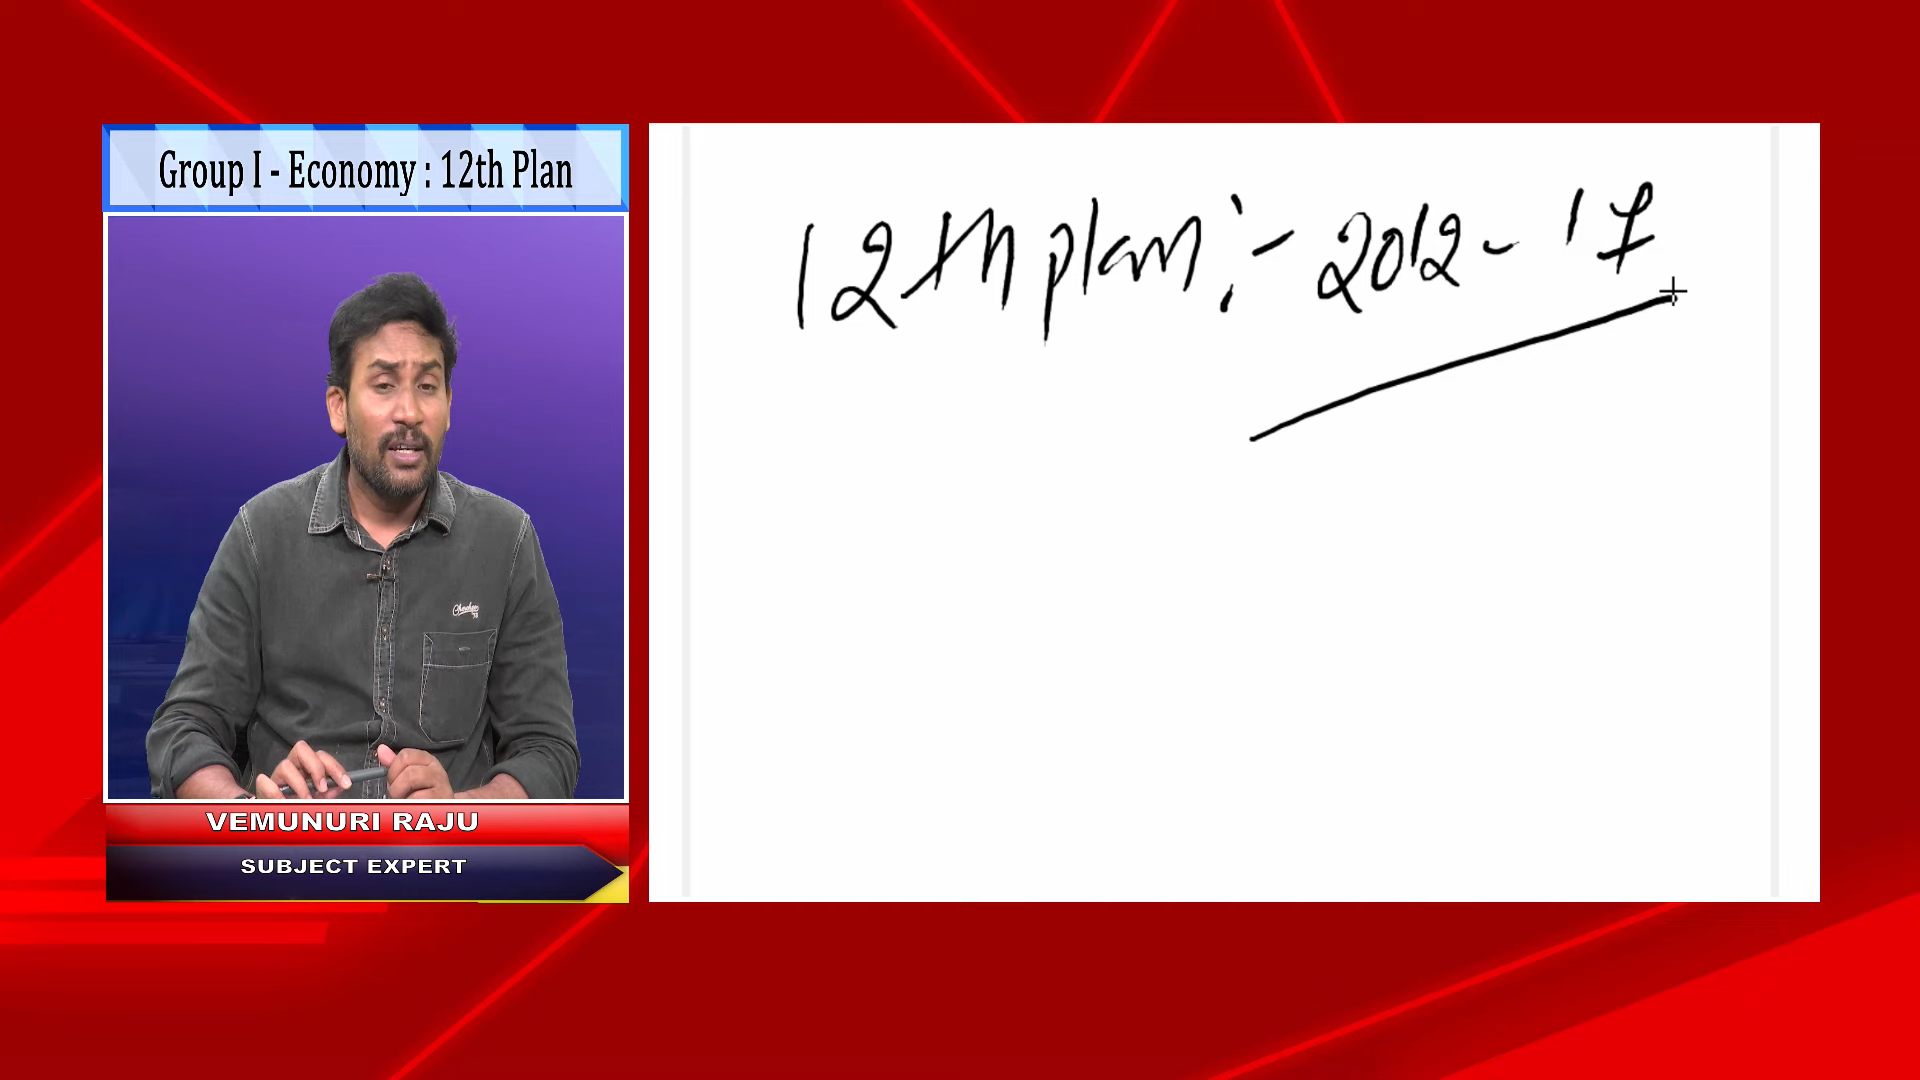 Group I - Economy : 12th Plan
12th plan :- 2012 - 17
VEMUNURI RAJU
SUBJECT EXPERT